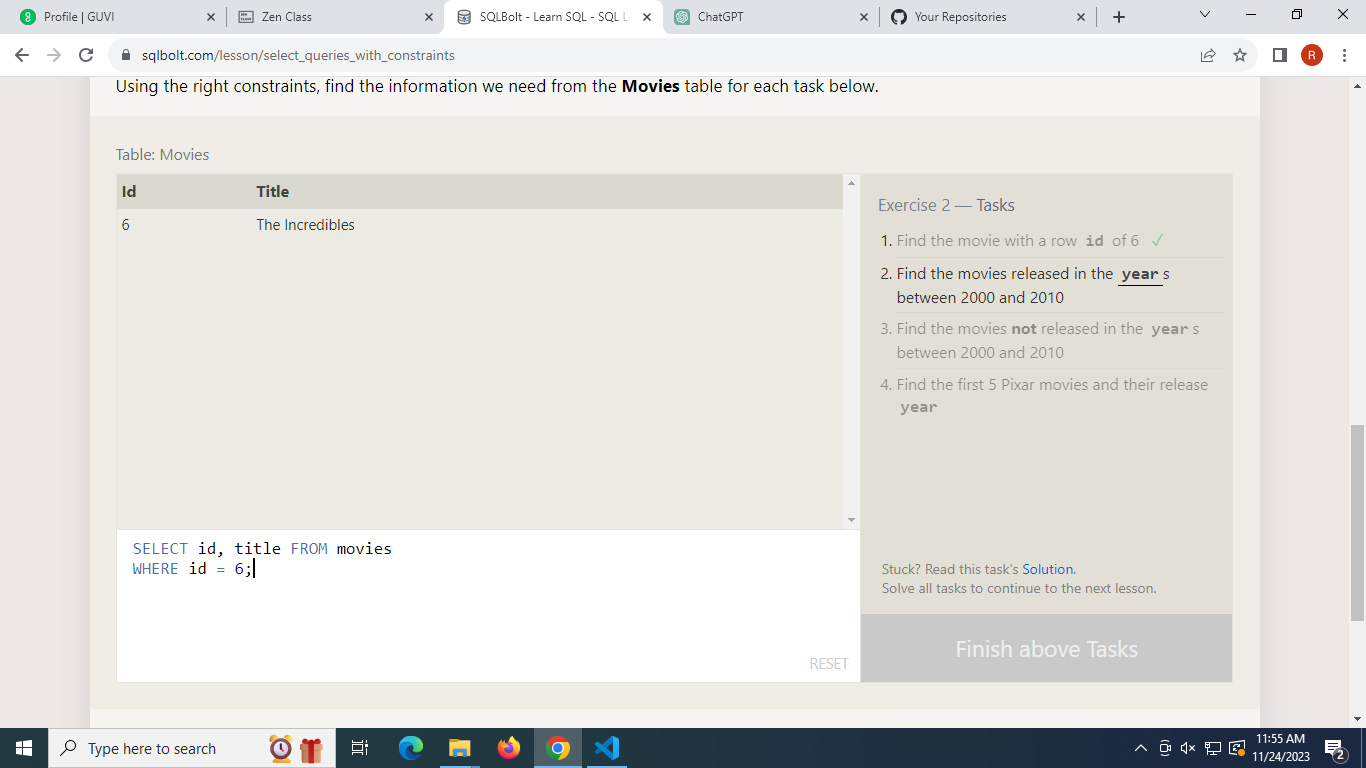 Profile | GUVI
Zen Class
SQLBolt - Learn SQL - SQL Le
ChatGPT
Your Repositories
sqlbolt.com/lesson/select_queries_with_constraints
R
Using the right constraints, find the information we need from the Movies table for each task below.
Table: Movies
Id Title
6 The Incredibles
Exercise 2 — Tasks
1. Find the movie with a row id of 6 ✓
2. Find the movies released in the year s
between 2000 and 2010
3. Find the movies not released in the year s
between 2000 and 2010
4. Find the first 5 Pixar movies and their release
year
SELECT id, title FROM movies
WHERE id = 6;
RESET
Stuck? Read this task's Solution.
Solve all tasks to continue to the next lesson.
Finish above Tasks
Type here to search
11:55 AM
11/24/2023
2